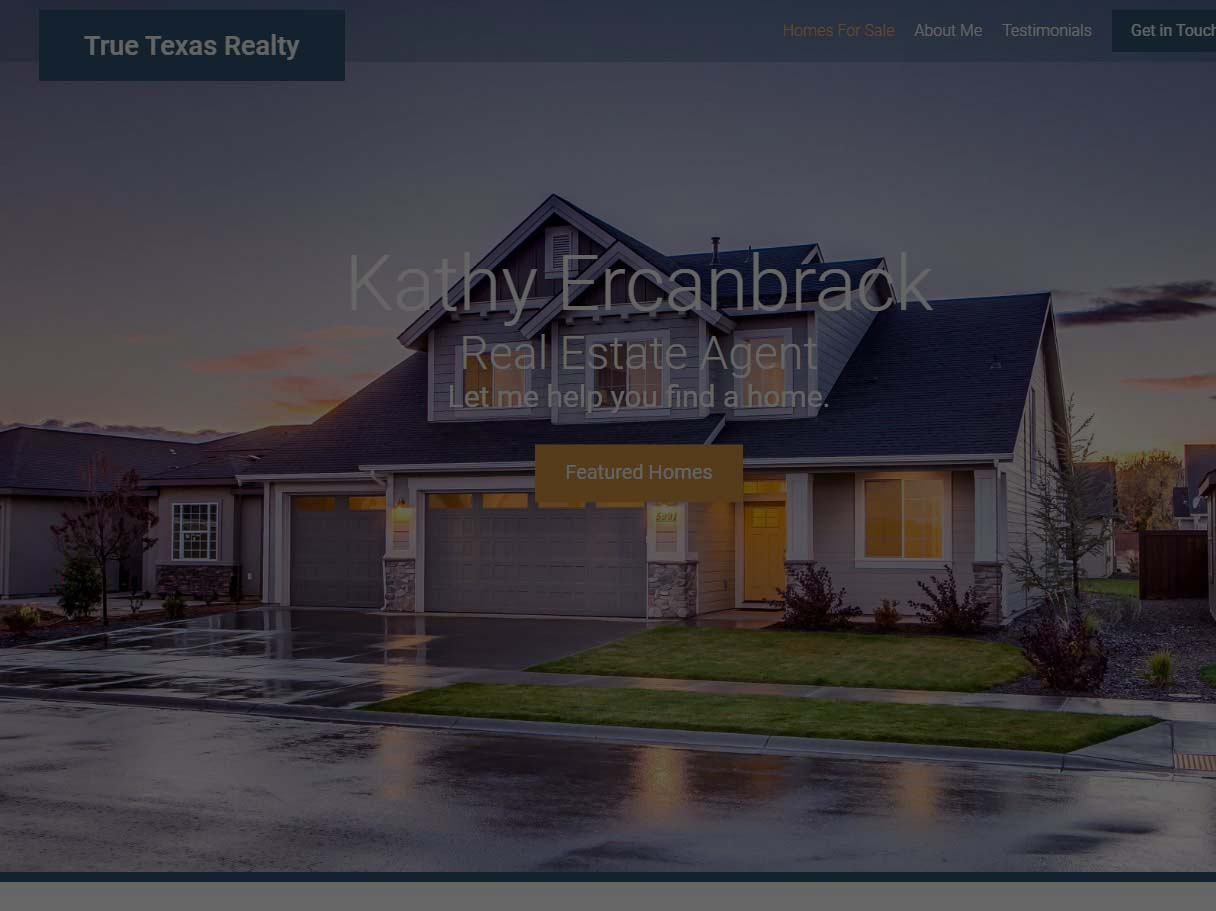 True Texas Realty
Homes For Sale About Me Testimonials Get in Touch
Kathy Ercanbrack
Real Estate Agent
Let me help you find a home.
Featured Homes
5991